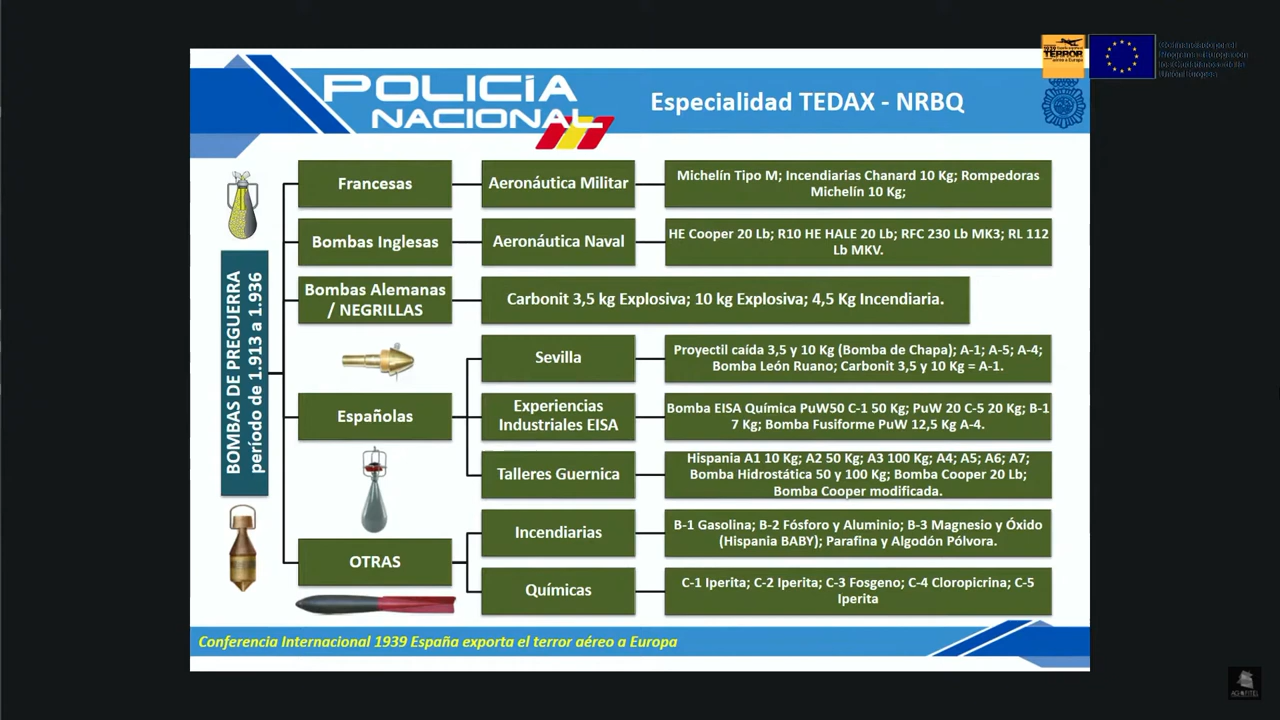 POLICÍA
NACIONAL
Especialidad TEDAX - NRBQ
1939
TERROR
aéreo a Europa
Unión Europea
BOMBAS DE PREGUERRA
período de 1.913 a 1.936
Francesas
Aeronáutica Militar
Michelín Tipo M; Incendiarias Chanard 10 Kg; Rompedoras
Michelín 10 Kg;
Bombas Inglesas
Aeronáutica Naval
HE Cooper 20 Lb; R10 HE HALE 20 Lb; RFC 230 Lb MK3; RL 112
Lb MKV.
Bombas Alemanas
/ NEGRILLAS
Carbonit 3,5 kg Explosiva; 10 kg Explosiva; 4,5 Kg Incendiaria.
Españolas
Sevilla
Proyectil caída 3,5 y 10 Kg (Bomba de Chapa); A-1; A-5; A-4;
Bomba León Ruano; Carbonit 3,5 y 10 Kg = A-1.
Experiencias
Industriales EISA
Bomba EISA Química PuW50 C-1 50 Kg; PuW 20 C-5 20 Kg; B-1
7 Kg; Bomba Fusiforme PuW 12,5 Kg A-4.
Talleres Guernica
Hispania A1 10 Kg; A2 50 Kg; A3 100 Kg; A4; A5; A6; A7;
Bomba Hidrostática 50 y 100 Kg; Bomba Cooper 20 Lb;
Bomba Cooper modificada.
OTRAS
Incendiarias
B-1 Gasolina; B-2 Fósforo y Aluminio; B-3 Magnesio y Óxido
(Hispania BABY); Parafina y Algodón Pólvora.
Químicas
C-1 Iperita; C-2 Iperita; C-3 Fosgeno; C-4 Cloropicrina; C-5
Iperita
Conferencia Internacional 1939 España exporta el terror aéreo a Europa